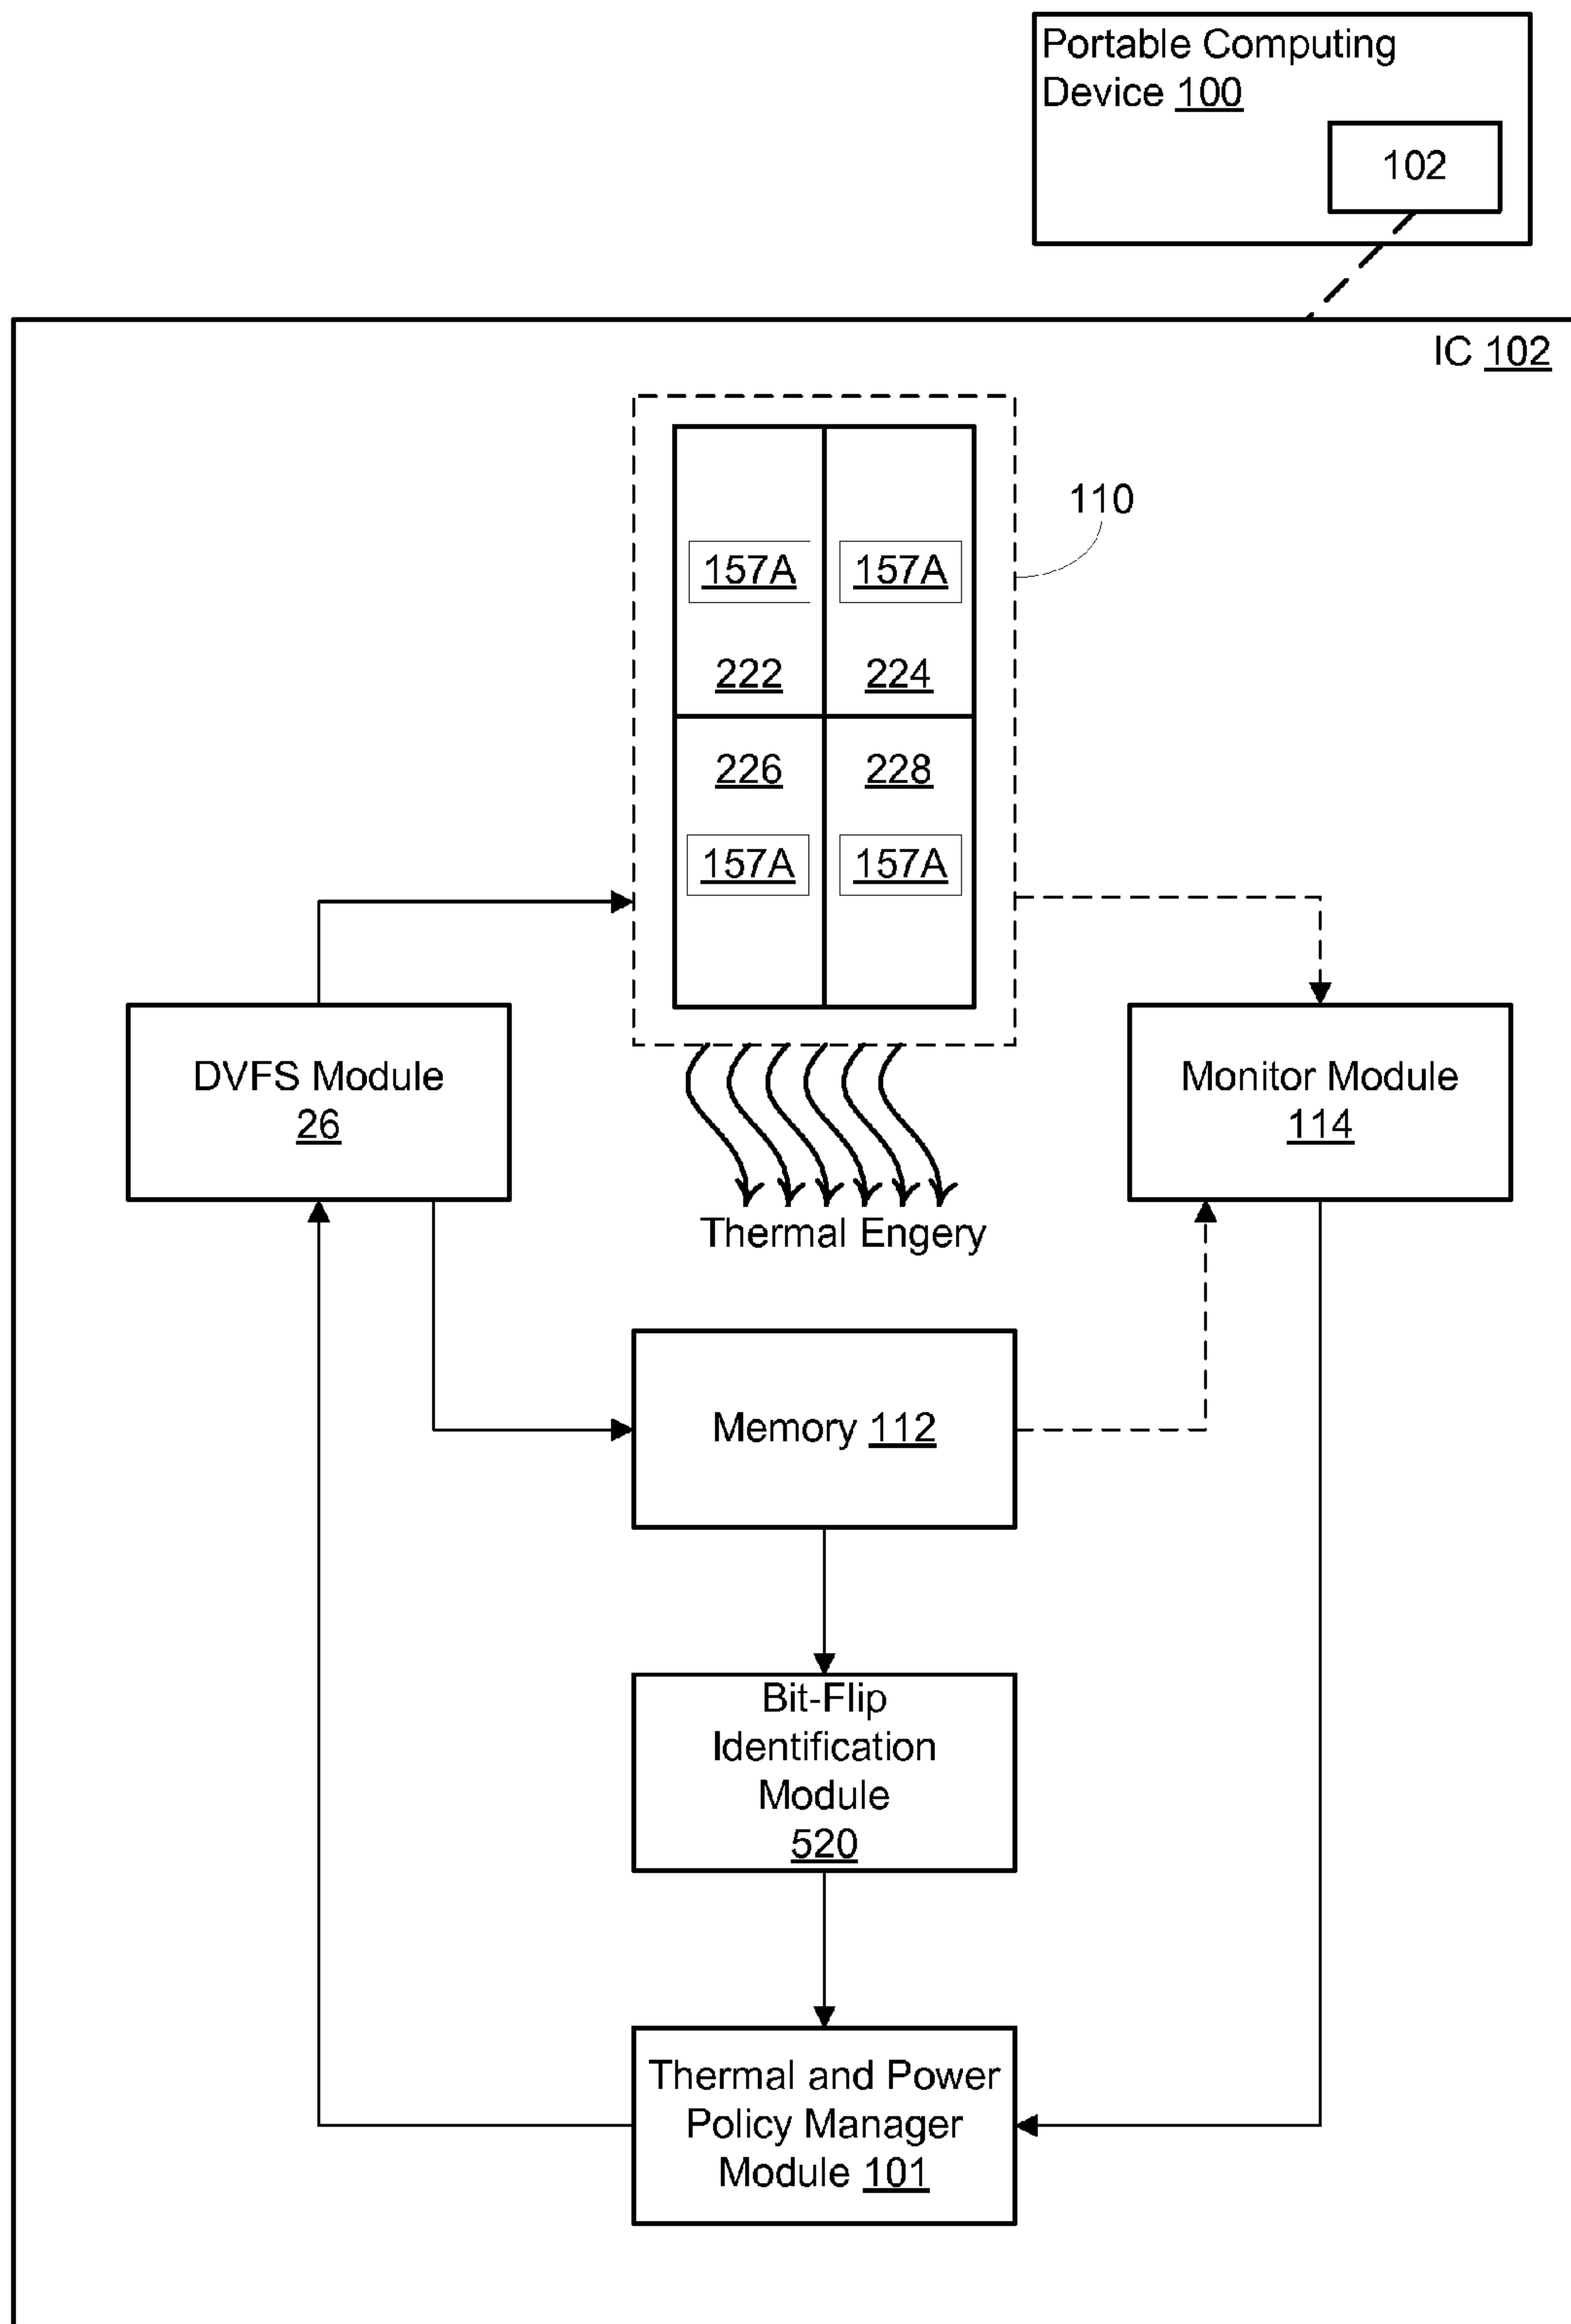 Portable Computing
Device 100
102
IC 102
110
157A 157A
222 224
226 228
157A 157A
DVFS Module
26
Monitor Module
114
Thermal Engery
Memory 112
Bit-Flip
Identification
Module
520
Thermal and Power
Policy Manager
Module 101